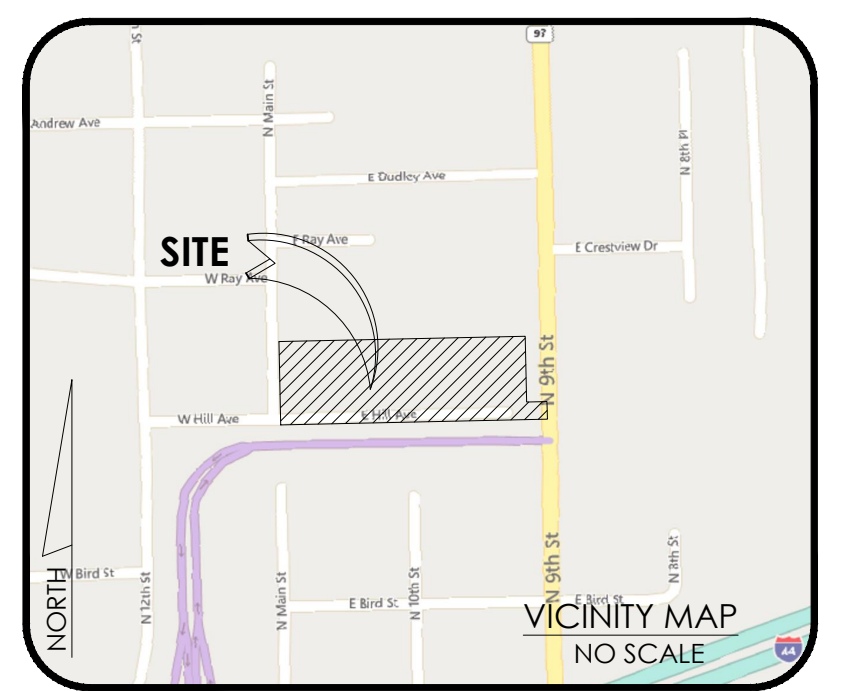 St
97
N Main St
Andrew Ave
E Dudley Ave
N 8th Pl
SITE
E Ray Ave
E Crestview Dr
W Ray Ave
N 9th St
W Hill Ave
E Hill Ave
N 9th St
N 8th St
W Bird St
N 12th St
N Main St
N 10th St
E Bird St
E Bird St
NORTH
VICINITY MAP
NO SCALE
44